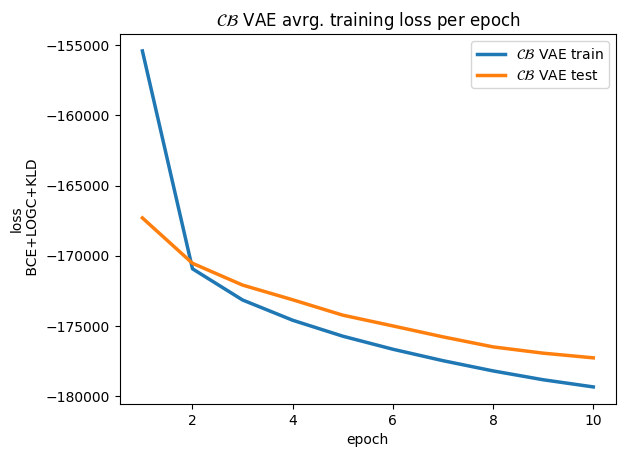 𝒞ℬ VAE avrg. training loss per epoch
𝒞ℬ VAE train
𝒞ℬ VAE test
−155000
−160000
−165000
−170000
−175000
−180000
loss
BCE+LOGC+KLD
2
4
6
8
10
epoch